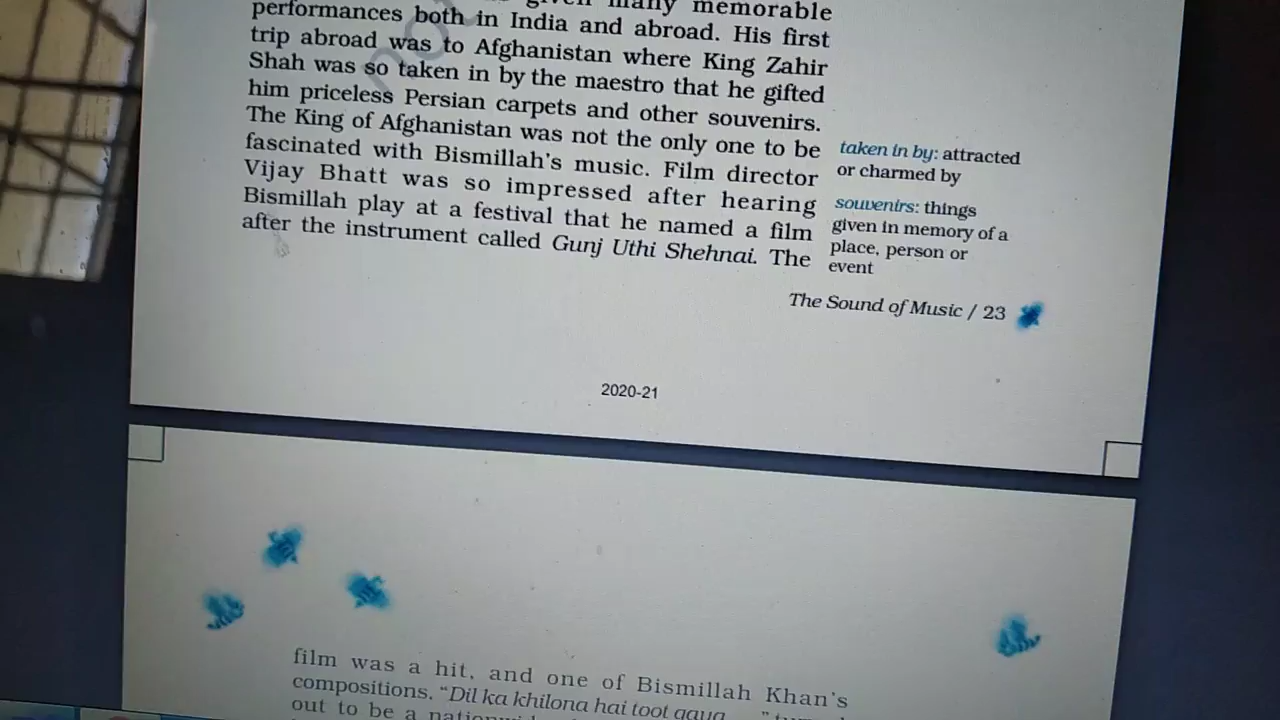 given many memorable
performances both in India and abroad. His first
trip abroad was to Afghanistan where King Zahir
Shah was so taken in by the maestro that he gifted
him priceless Persian carpets and other souvenirs.
The King of Afghanistan was not the only one to be
fascinated with Bismillah's music. Film director
Vijay Bhatt was so impressed after hearing
Bismillah play at a festival that he named a film
after the instrument called Gunj Uthi Shehnai. The
taken in by: attracted
or charmed by
souvenirs: things
given in memory of a
place, person or
event
The Sound of Music / 23
2020-21
film was a hit, and one of Bismillah Khan's
compositions, "Dil ka khilona hai toot gaya ...,"
out to be a